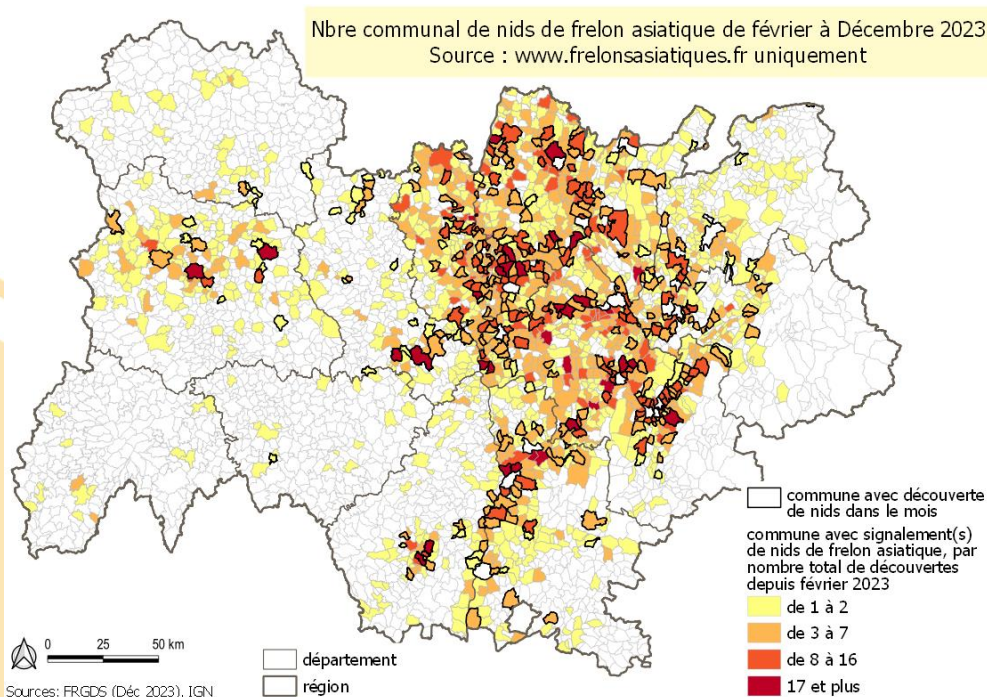 Nbre communal de nids de frelon asiatique de février à Décembre 2023
Source : www.frelonsasiatiques.fr uniquement
commune avec découverte
de nids dans le mois
commune avec signalement(s)
de nids de frelon asiatique, par
nombre total de découvertes
depuis février 2023
de 1 à 2
de 3 à 7
de 8 à 16
17 et plus
0 25 50 km
département
région
Sources: FRGDS (Déc 2023), IGN